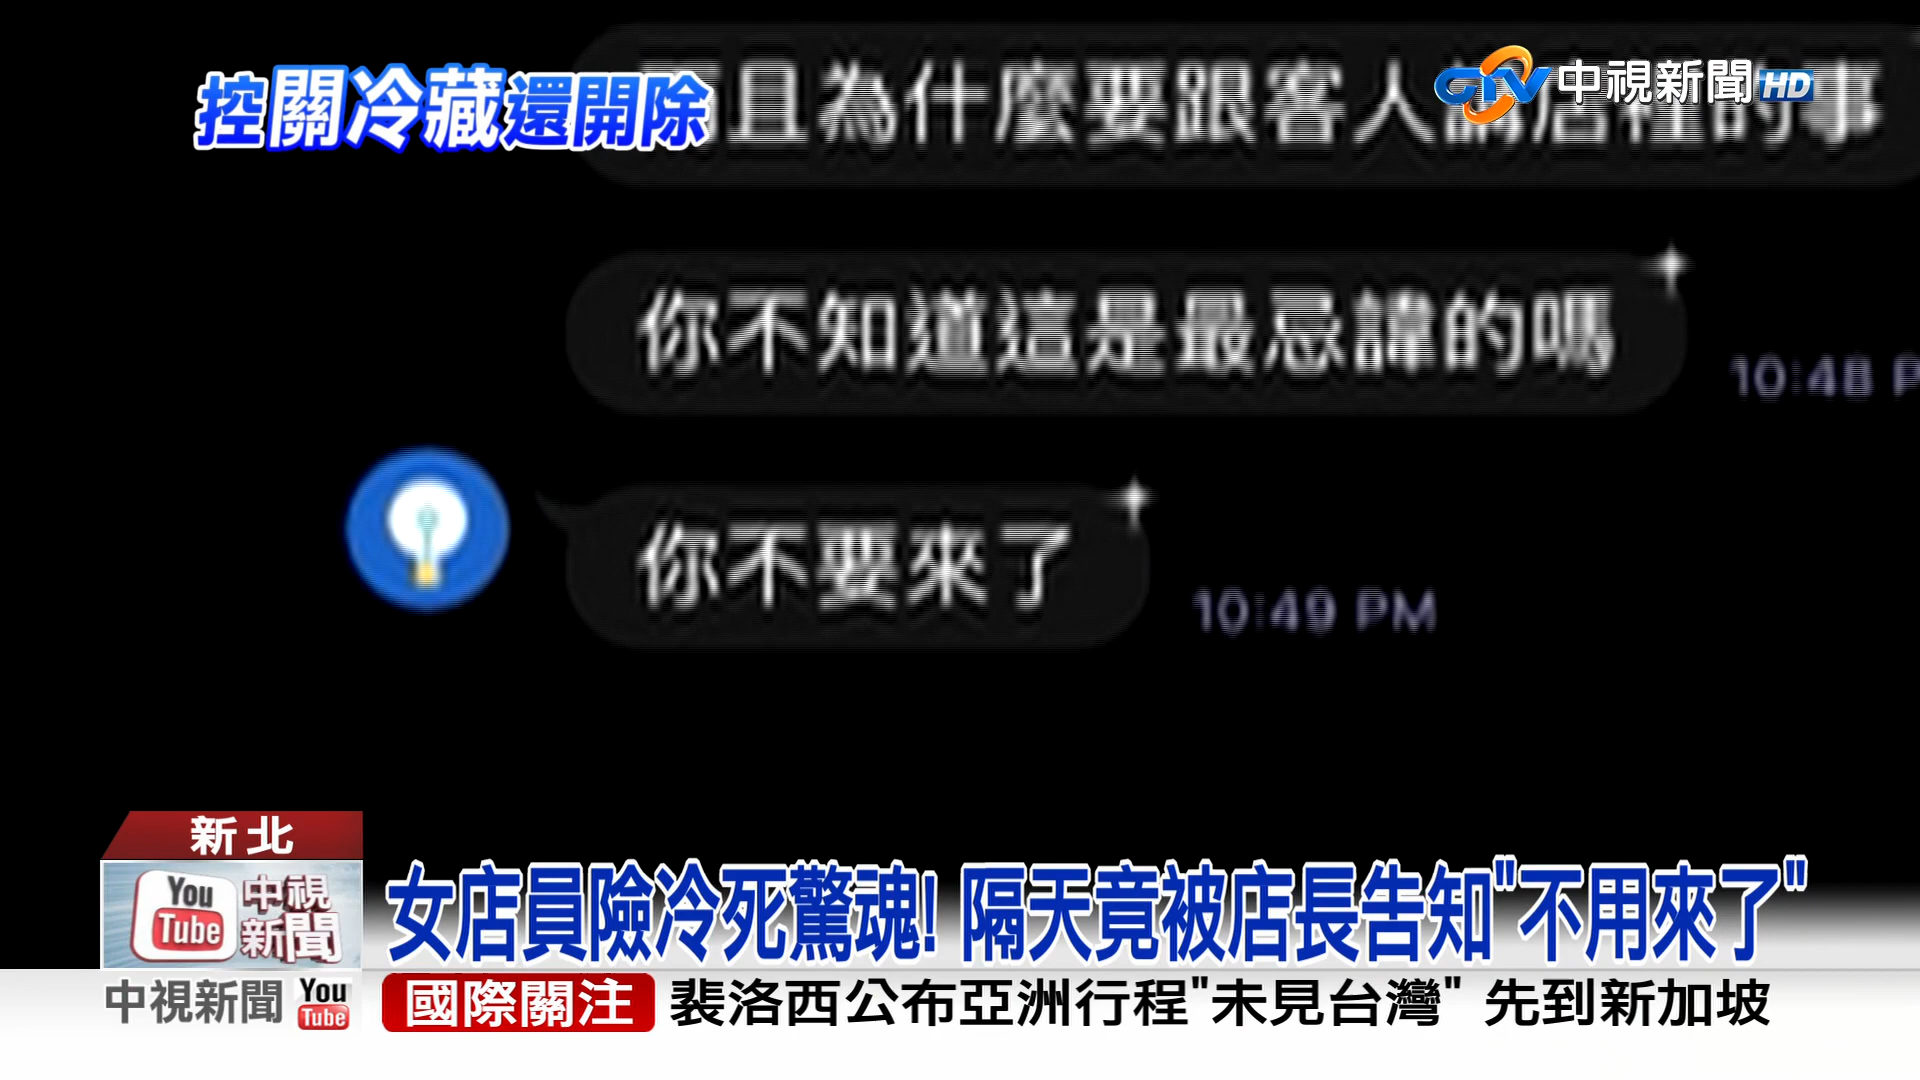 控關冷藏還開除
而且為什麼要跟客人講店裡的事
CTV中視新聞HD
你不知道這是最忌諱的嗎
10:48 P
你不要來了
10:49 PM
新北
You Tube 中視新聞
女店員險冷死驚魂! 隔天竟被店長告知"不用來了"
中視新聞 You Tube
國際關注 裴洛西公布亞洲行程"未見台灣" 先到新加坡